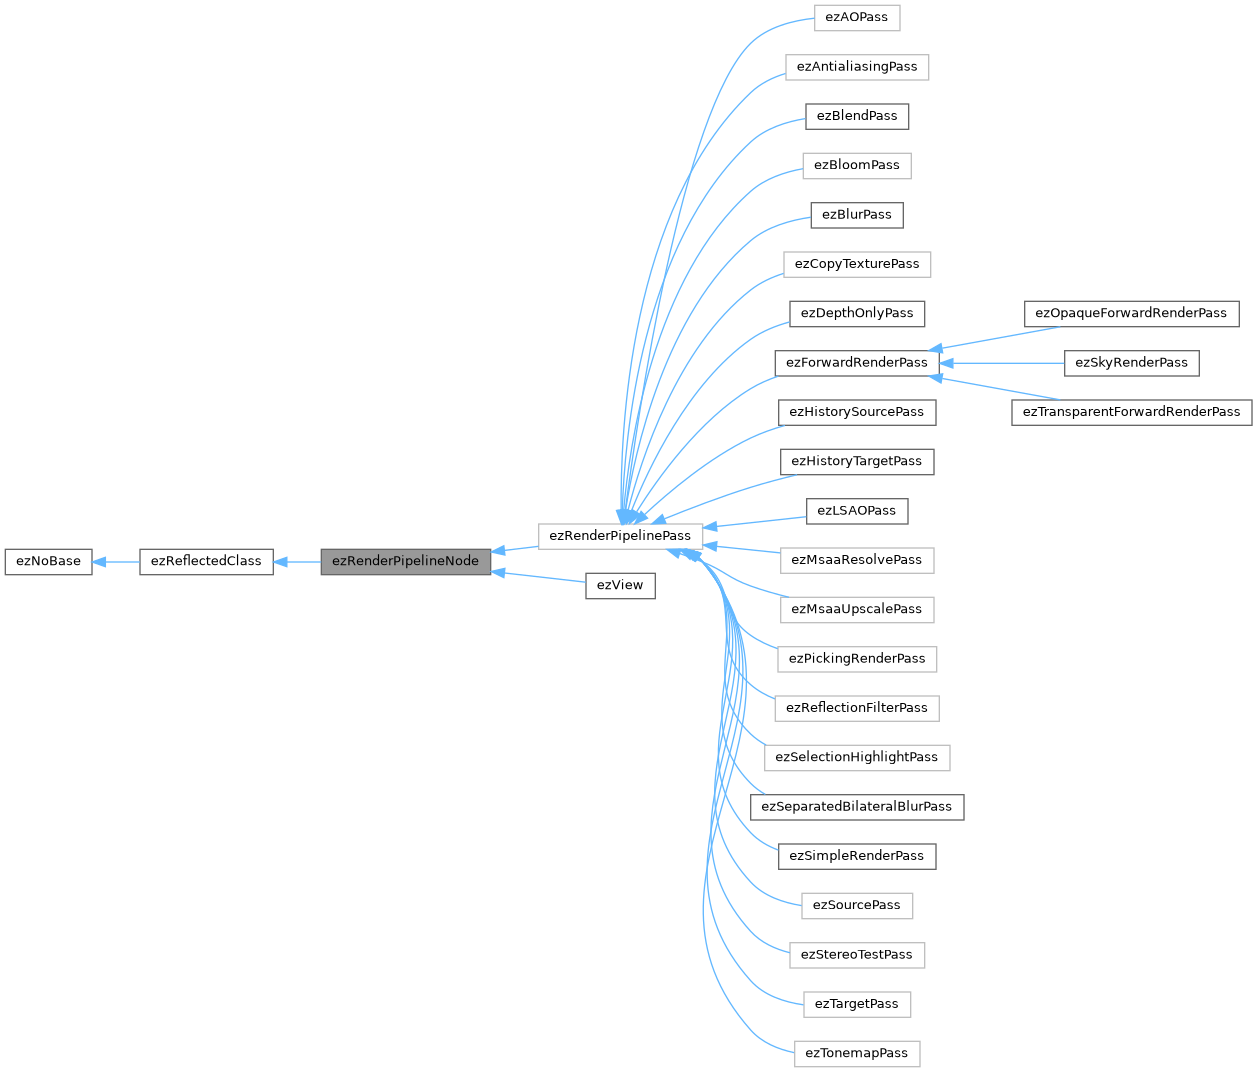 ezNoBase
ezReflectedClass
ezRenderPipelineNode
ezRenderPipelinePass
ezView
ezAOPass
ezAntialiasingPass
ezBlendPass
ezBloomPass
ezBlurPass
ezCopyTexturePass
ezDepthOnlyPass
ezForwardRenderPass
ezOpaqueForwardRenderPass
ezSkyRenderPass
ezTransparentForwardRenderPass
ezHistorySourcePass
ezHistoryTargetPass
ezLSAOPass
ezMsaaResolvePass
ezMsaaUpscalePass
ezPickingRenderPass
ezReflectionFilterPass
ezSelectionHighlightPass
ezSeparatedBilateralBlurPass
ezSimpleRenderPass
ezSourcePass
ezStereoTestPass
ezTargetPass
ezTonemapPass